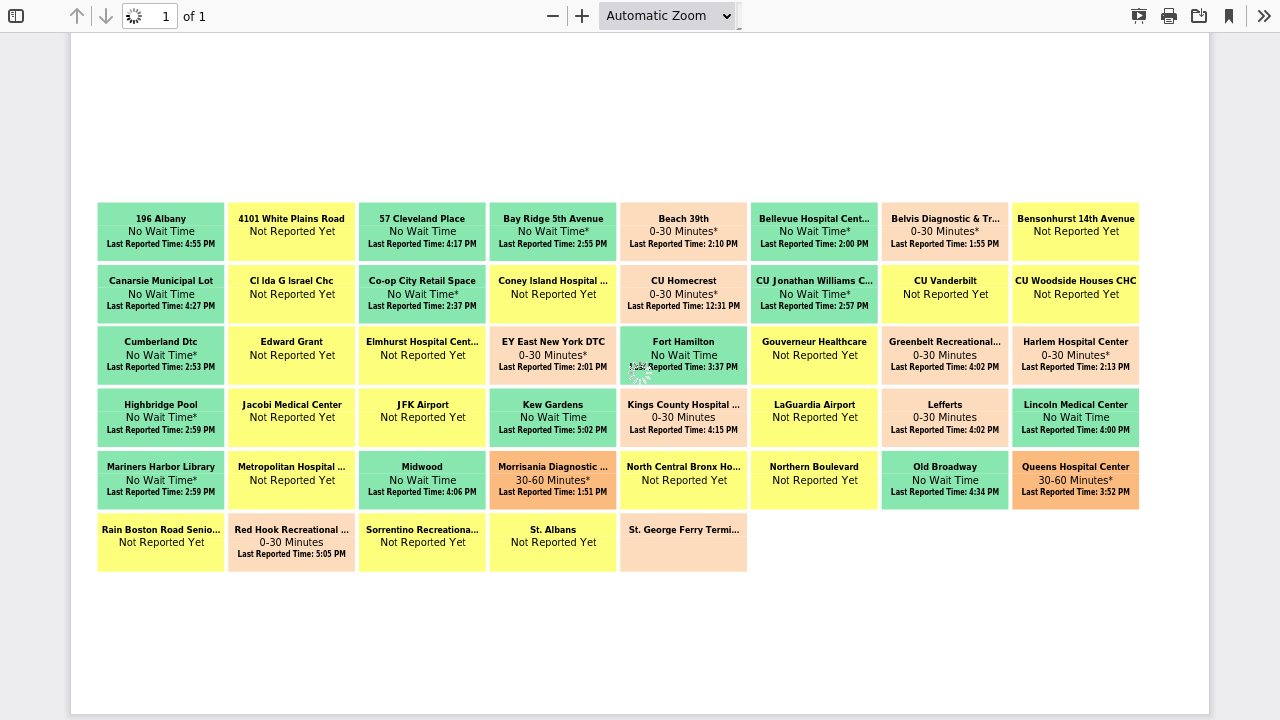 1 of 1 Automatic Zoom
196 Albany
No Wait Time
Last Reported Time: 4:55 PM
4101 White Plains Road
Not Reported Yet
57 Cleveland Place
No Wait Time
Last Reported Time: 4:17 PM
Bay Ridge 5th Avenue
No Wait Time*
Last Reported Time: 2:55 PM
Beach 39th
0-30 Minutes*
Last Reported Time: 2:10 PM
Bellevue Hospital Cent...
No Wait Time*
Last Reported Time: 2:00 PM
Belvis Diagnostic & Tr...
0-30 Minutes*
Last Reported Time: 1:55 PM
Bensonhurst 14th Avenue
Not Reported Yet
Canarsie Municipal Lot
No Wait Time
Last Reported Time: 4:27 PM
CI Ida G Israel Chc
Not Reported Yet
Co-op City Retail Space
No Wait Time*
Last Reported Time: 2:37 PM
Coney Island Hospital ...
Not Reported Yet
CU Homecrest
0-30 Minutes*
Last Reported Time: 12:31 PM
CU Jonathan Williams C...
No Wait Time*
Last Reported Time: 2:57 PM
CU Vanderbilt
Not Reported Yet
CU Woodside Houses CHC
Not Reported Yet
Cumberland Dtc
No Wait Time*
Last Reported Time: 2:53 PM
Edward Grant
Not Reported Yet
Elmhurst Hospital Cent...
Not Reported Yet
EY East New York DTC
0-30 Minutes*
Last Reported Time: 2:01 PM
Fort Hamilton
No Wait Time
Reported Time: 3:37 PM
Gouverneur Healthcare
Not Reported Yet
Greenbelt Recreational...
0-30 Minutes
Last Reported Time: 4:02 PM
Harlem Hospital Center
0-30 Minutes*
Last Reported Time: 2:13 PM
Highbridge Pool
No Wait Time*
Last Reported Time: 2:59 PM
Jacobi Medical Center
Not Reported Yet
JFK Airport
Not Reported Yet
Kew Gardens
No Wait Time
Last Reported Time: 5:02 PM
Kings County Hospital ...
0-30 Minutes
Last Reported Time: 4:15 PM
LaGuardia Airport
Not Reported Yet
Lefferts
0-30 Minutes
Last Reported Time: 4:02 PM
Lincoln Medical Center
No Wait Time
Last Reported Time: 4:00 PM
Mariners Harbor Library
No Wait Time*
Last Reported Time: 2:59 PM
Metropolitan Hospital ...
Not Reported Yet
Midwood
No Wait Time
Last Reported Time: 4:06 PM
Morrisania Diagnostic ...
30-60 Minutes*
Last Reported Time: 1:51 PM
North Central Bronx Ho...
Not Reported Yet
Northern Boulevard
Not Reported Yet
Old Broadway
No Wait Time
Last Reported Time: 4:34 PM
Queens Hospital Center
30-60 Minutes*
Last Reported Time: 3:52 PM
Rain Boston Road Senio...
Not Reported Yet
Red Hook Recreational ...
0-30 Minutes
Last Reported Time: 5:05 PM
Sorrentino Recreationa...
Not Reported Yet
St. Albans
Not Reported Yet
St. George Ferry Termi...